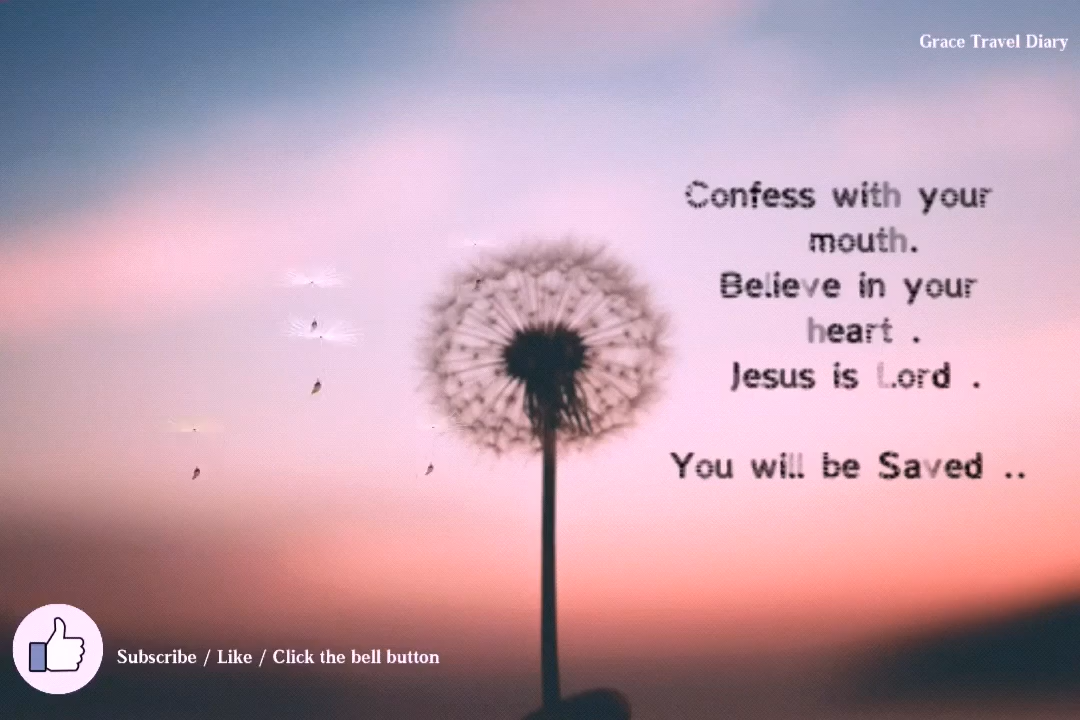 Grace Travel Diary
Confess with your
mouth.
Believe in your
heart .
Jesus is Lord .
You will be Saved ..
Subscribe / Like / Click the bell button